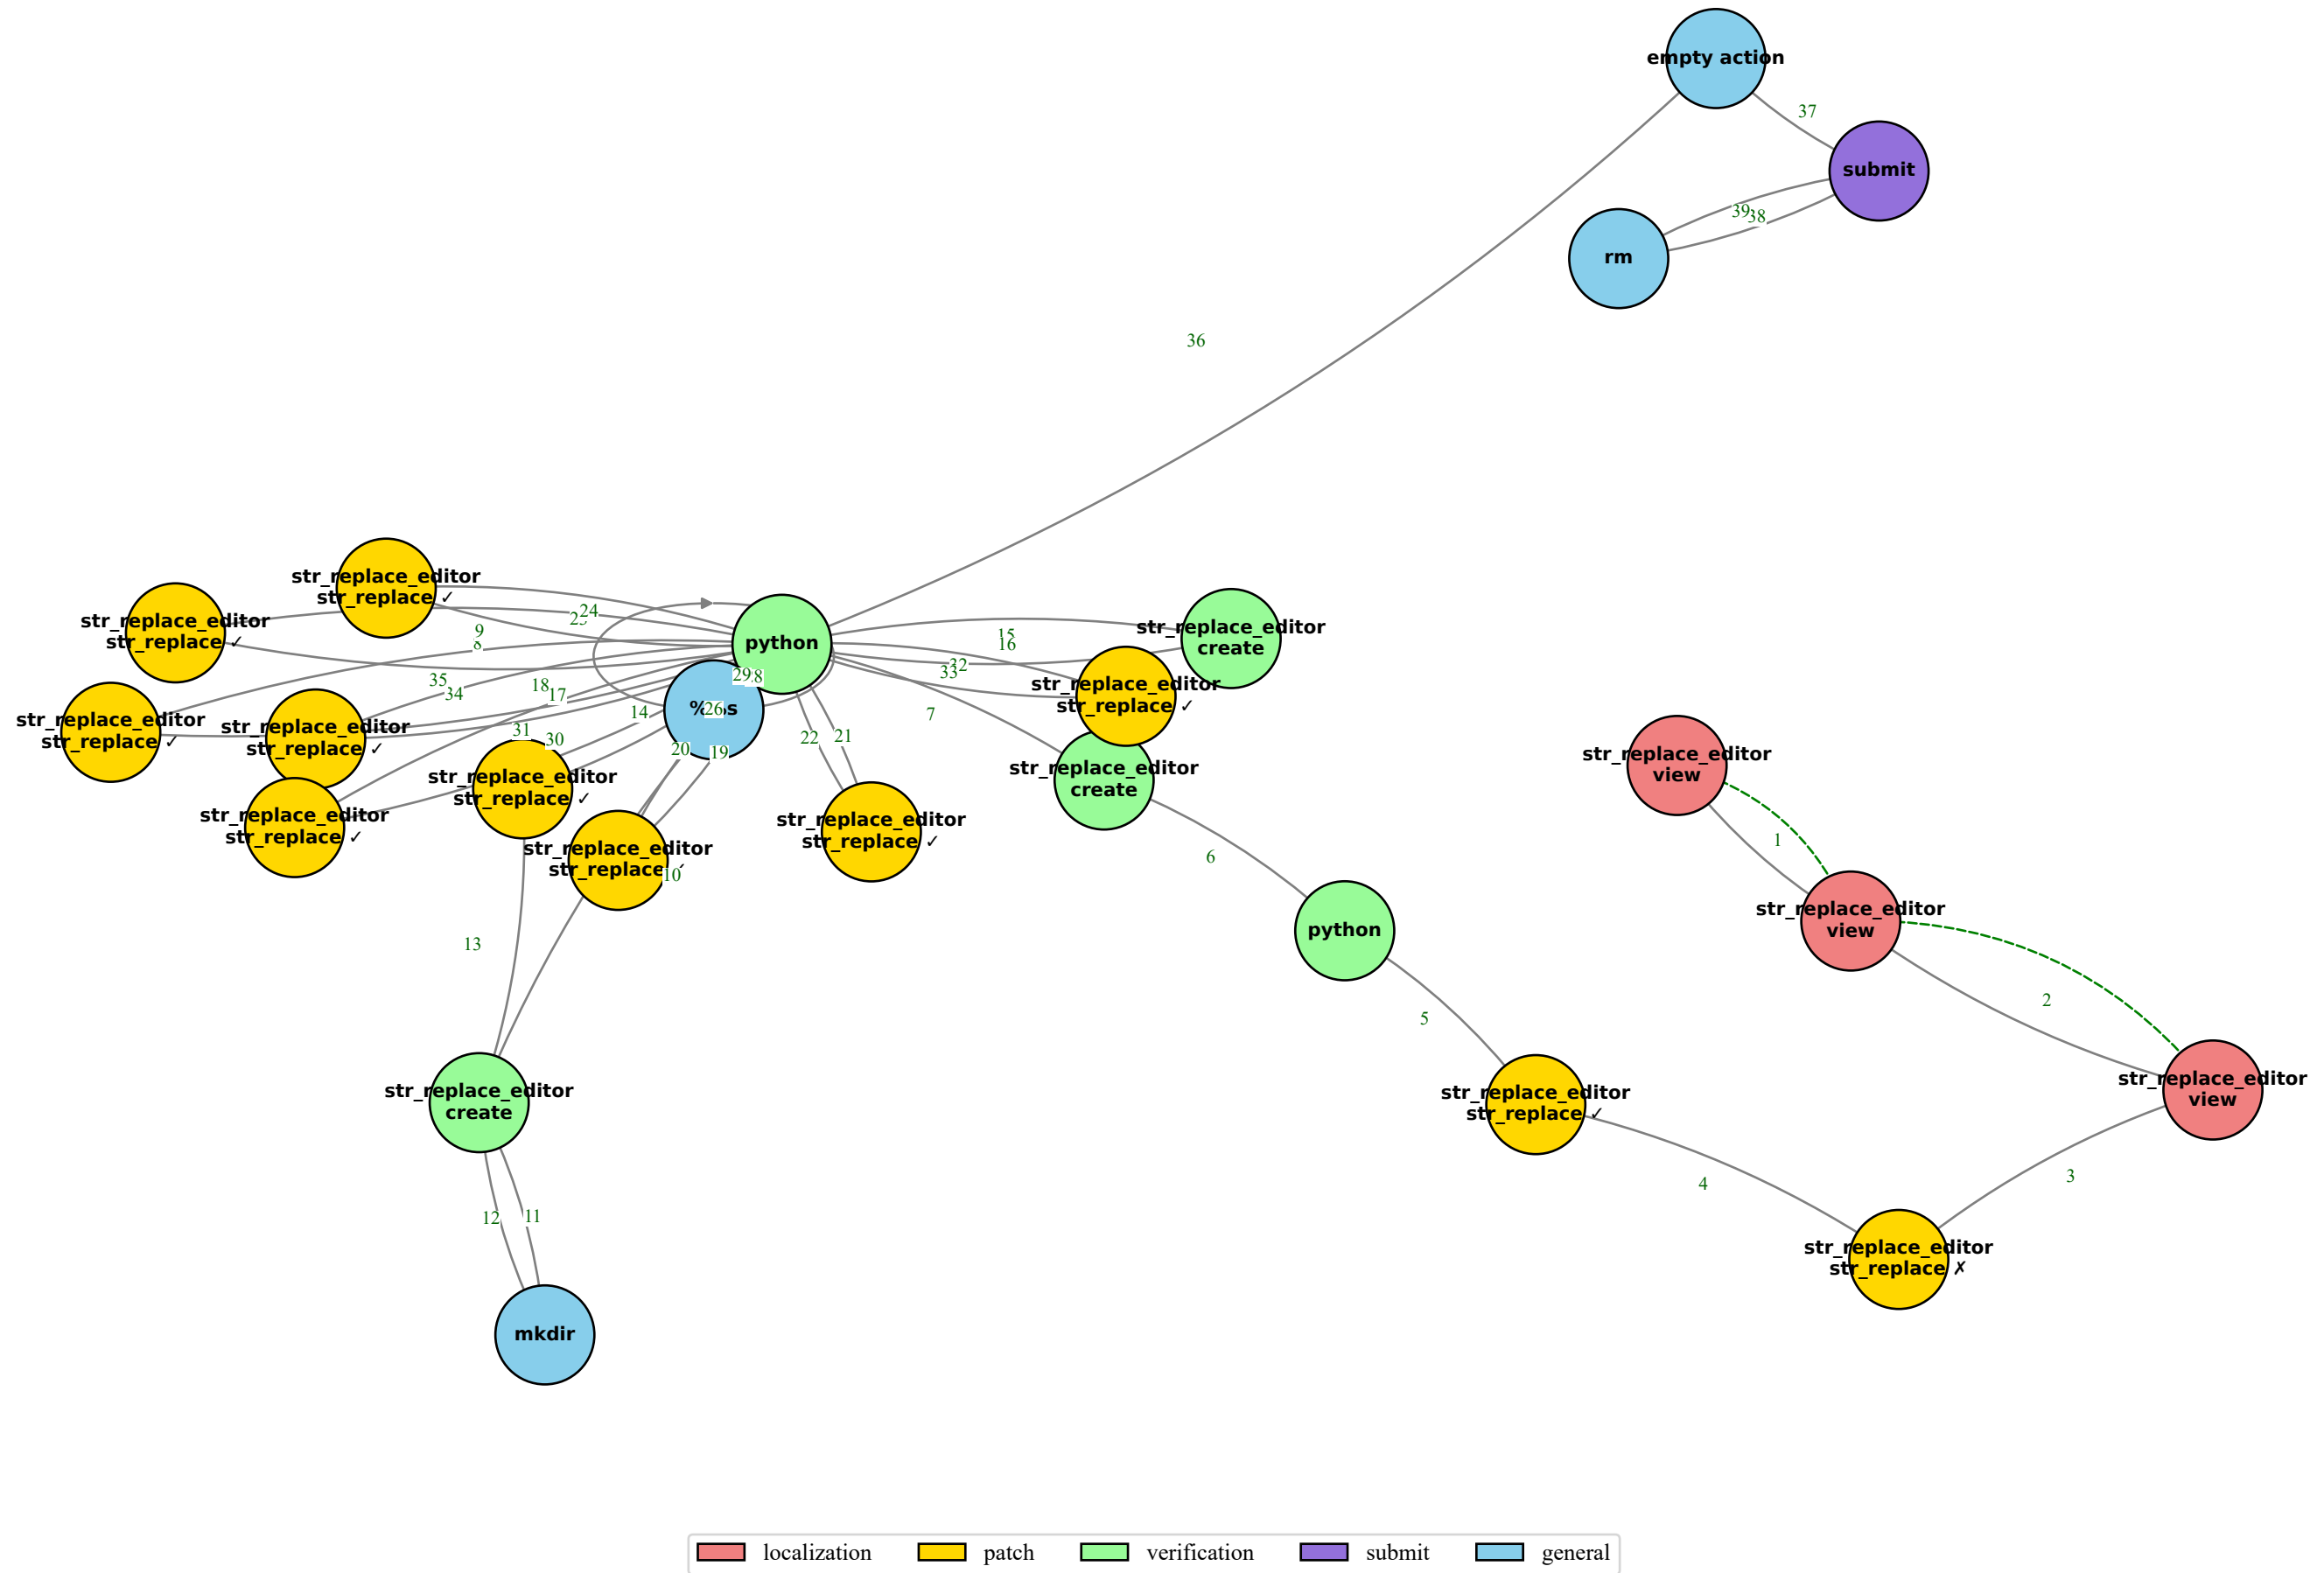 empty action
37
submit
39
38
rm
36
str_replace_editor
str_replace ✓
24
str_replace_editor
str_replace ✓
9
8
python
15
16
str_replace_editor
create
32
33
str_replace_editor
str_replace ✓
29
35
34
18
17
14
26
7
str_replace_editor
str_replace ✓
str_replace_editor
str_replace ✓
31
30
20
19
22
21
str_replace_editor
create
str_replace_editor
view
str_replace_editor
str_replace ✓
str_replace_editor
str_replace ✓
str_replace_editor
str_replace ✓
1
6
str_replace_editor
str_replace
10
str_replace_editor
view
python
13
2
5
str_replace_editor
create
str_replace_editor
str_replace ✓
str_replace_editor
view
4
3
12
11
str_replace_editor
str_replace ✗
mkdir
localization
patch
verification
submit
general